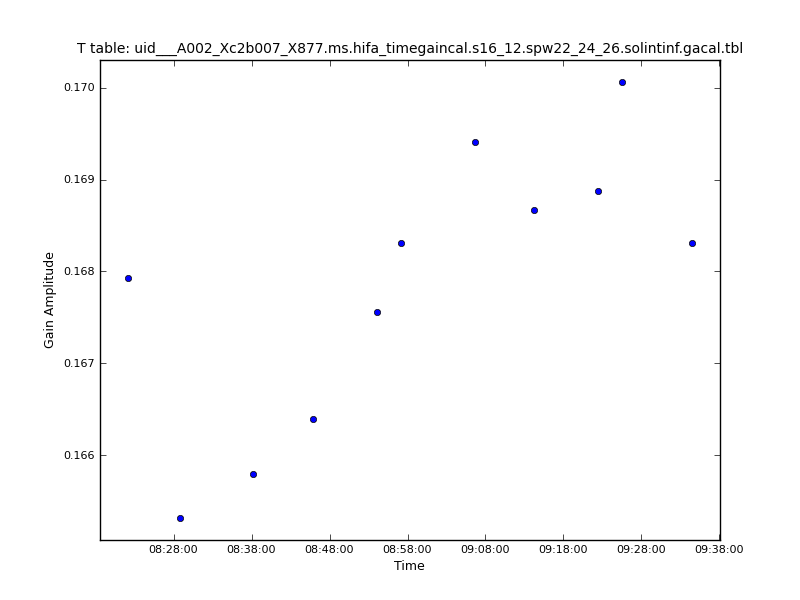 T table: uid___A002_Xc2b007_X877.ms.hifa_timegaincal.s16_12.spw22_24_26.solintinf.gacal.tbl
0.170
0.169
0.168
0.167
0.166
Gain Amplitude
08:28:00 08:38:00 08:48:00 08:58:00 09:08:00 09:18:00 09:28:00 09:38:00
Time